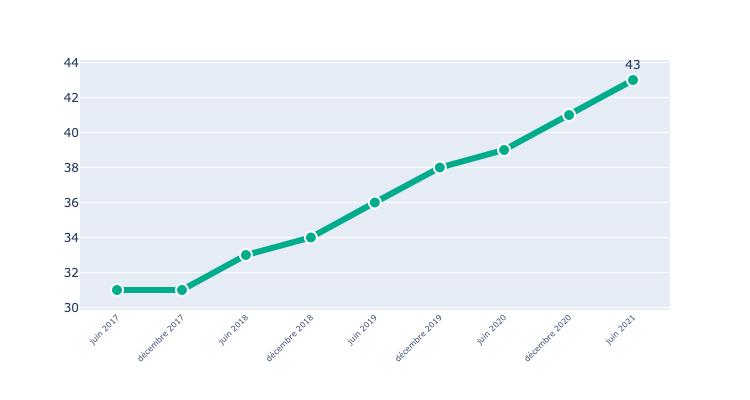 44
42
40
38
36
34
32
30
43
juin 2017
décembre 2017
juin 2018
décembre 2018
juin 2019
décembre 2019
juin 2020
décembre 2020
juin 2021